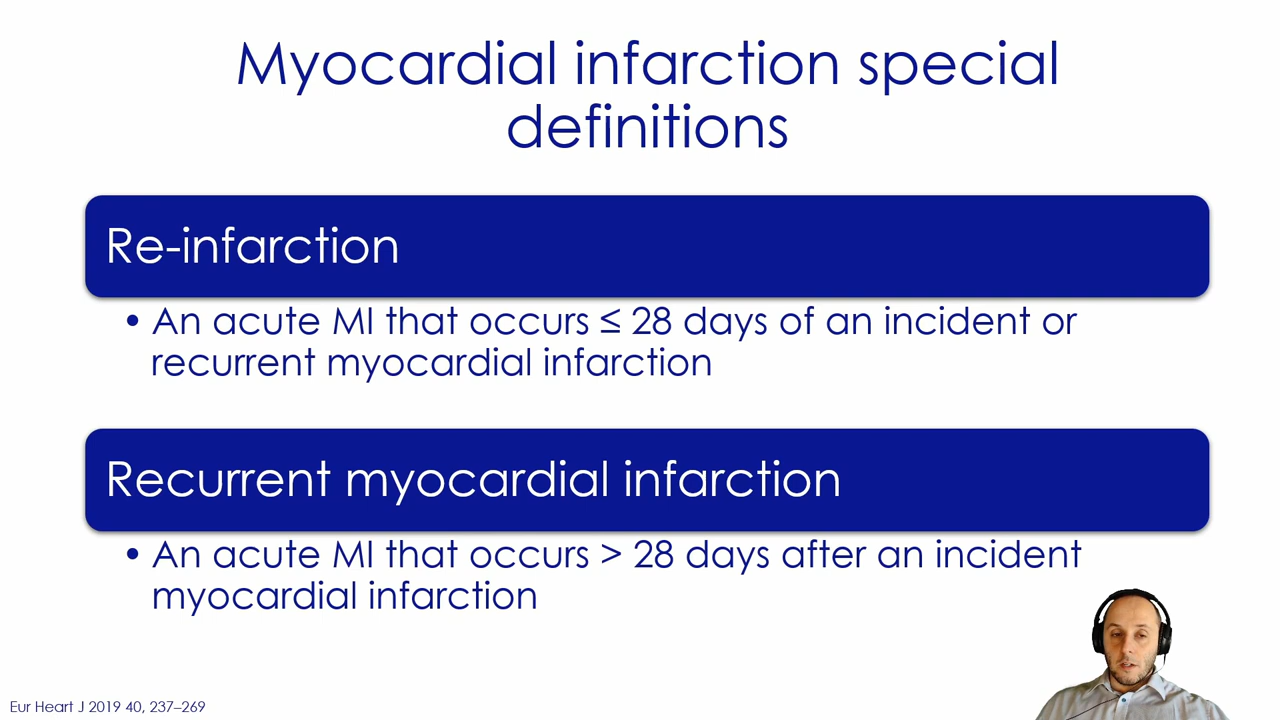 Myocardial infarction special
definitions
Re-infarction
• An acute MI that occurs ≤ 28 days of an incident or
recurrent myocardial infarction
Recurrent myocardial infarction
• An acute MI that occurs > 28 days after an incident
myocardial infarction
Eur Heart J 2019 40, 237–269